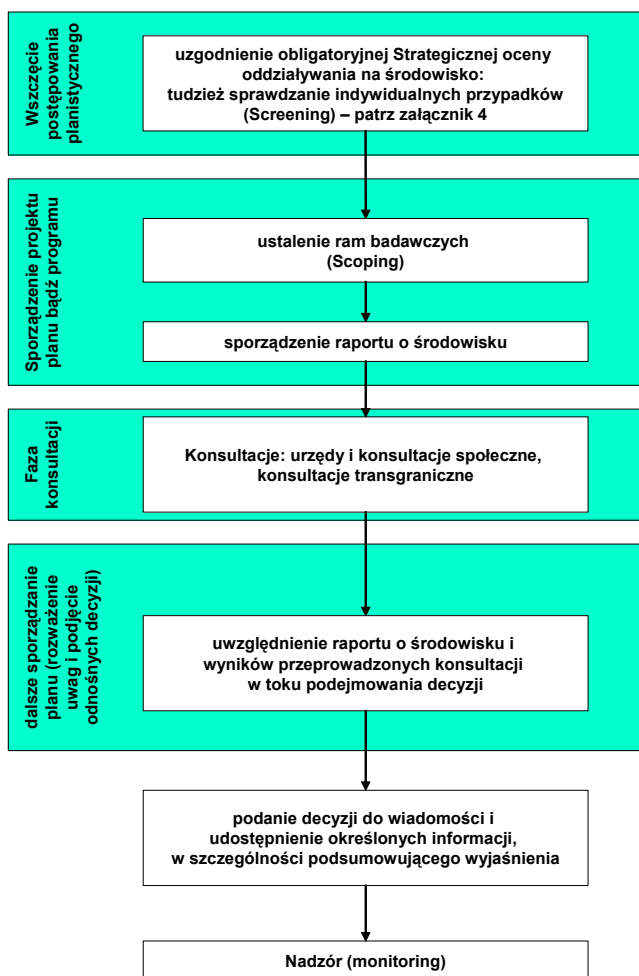 Wszczęcie
postępowania
planistycznego
uzgodnienie obligatoryjnej Strategicznej oceny
oddziaływania na środowisko:
tudzież sprawdzanie indywidualnych przypadków
(Screening) – patrz załącznik 4
Sporządzenie projektu
planu bądź programu
ustalenie ram badawczych
(Scoping)
sporządzenie raportu o środowisku
Faza
konsultacji
Konsultacje: urzędy i konsultacje społeczne,
konsultacje transgraniczne
dalsze sporządzanie
planu (rozważenie
uwag i podjęcie
odnośnych decyzji)
uwzględnienie raportu o środowisku i
wyników przeprowadzonych konsultacji
w toku podejmowania decyzji
podanie decyzji do wiadomości i
udostępnienie określonych informacji,
w szczególności podsumowującego wyjaśnienia
Nadzór (monitoring)